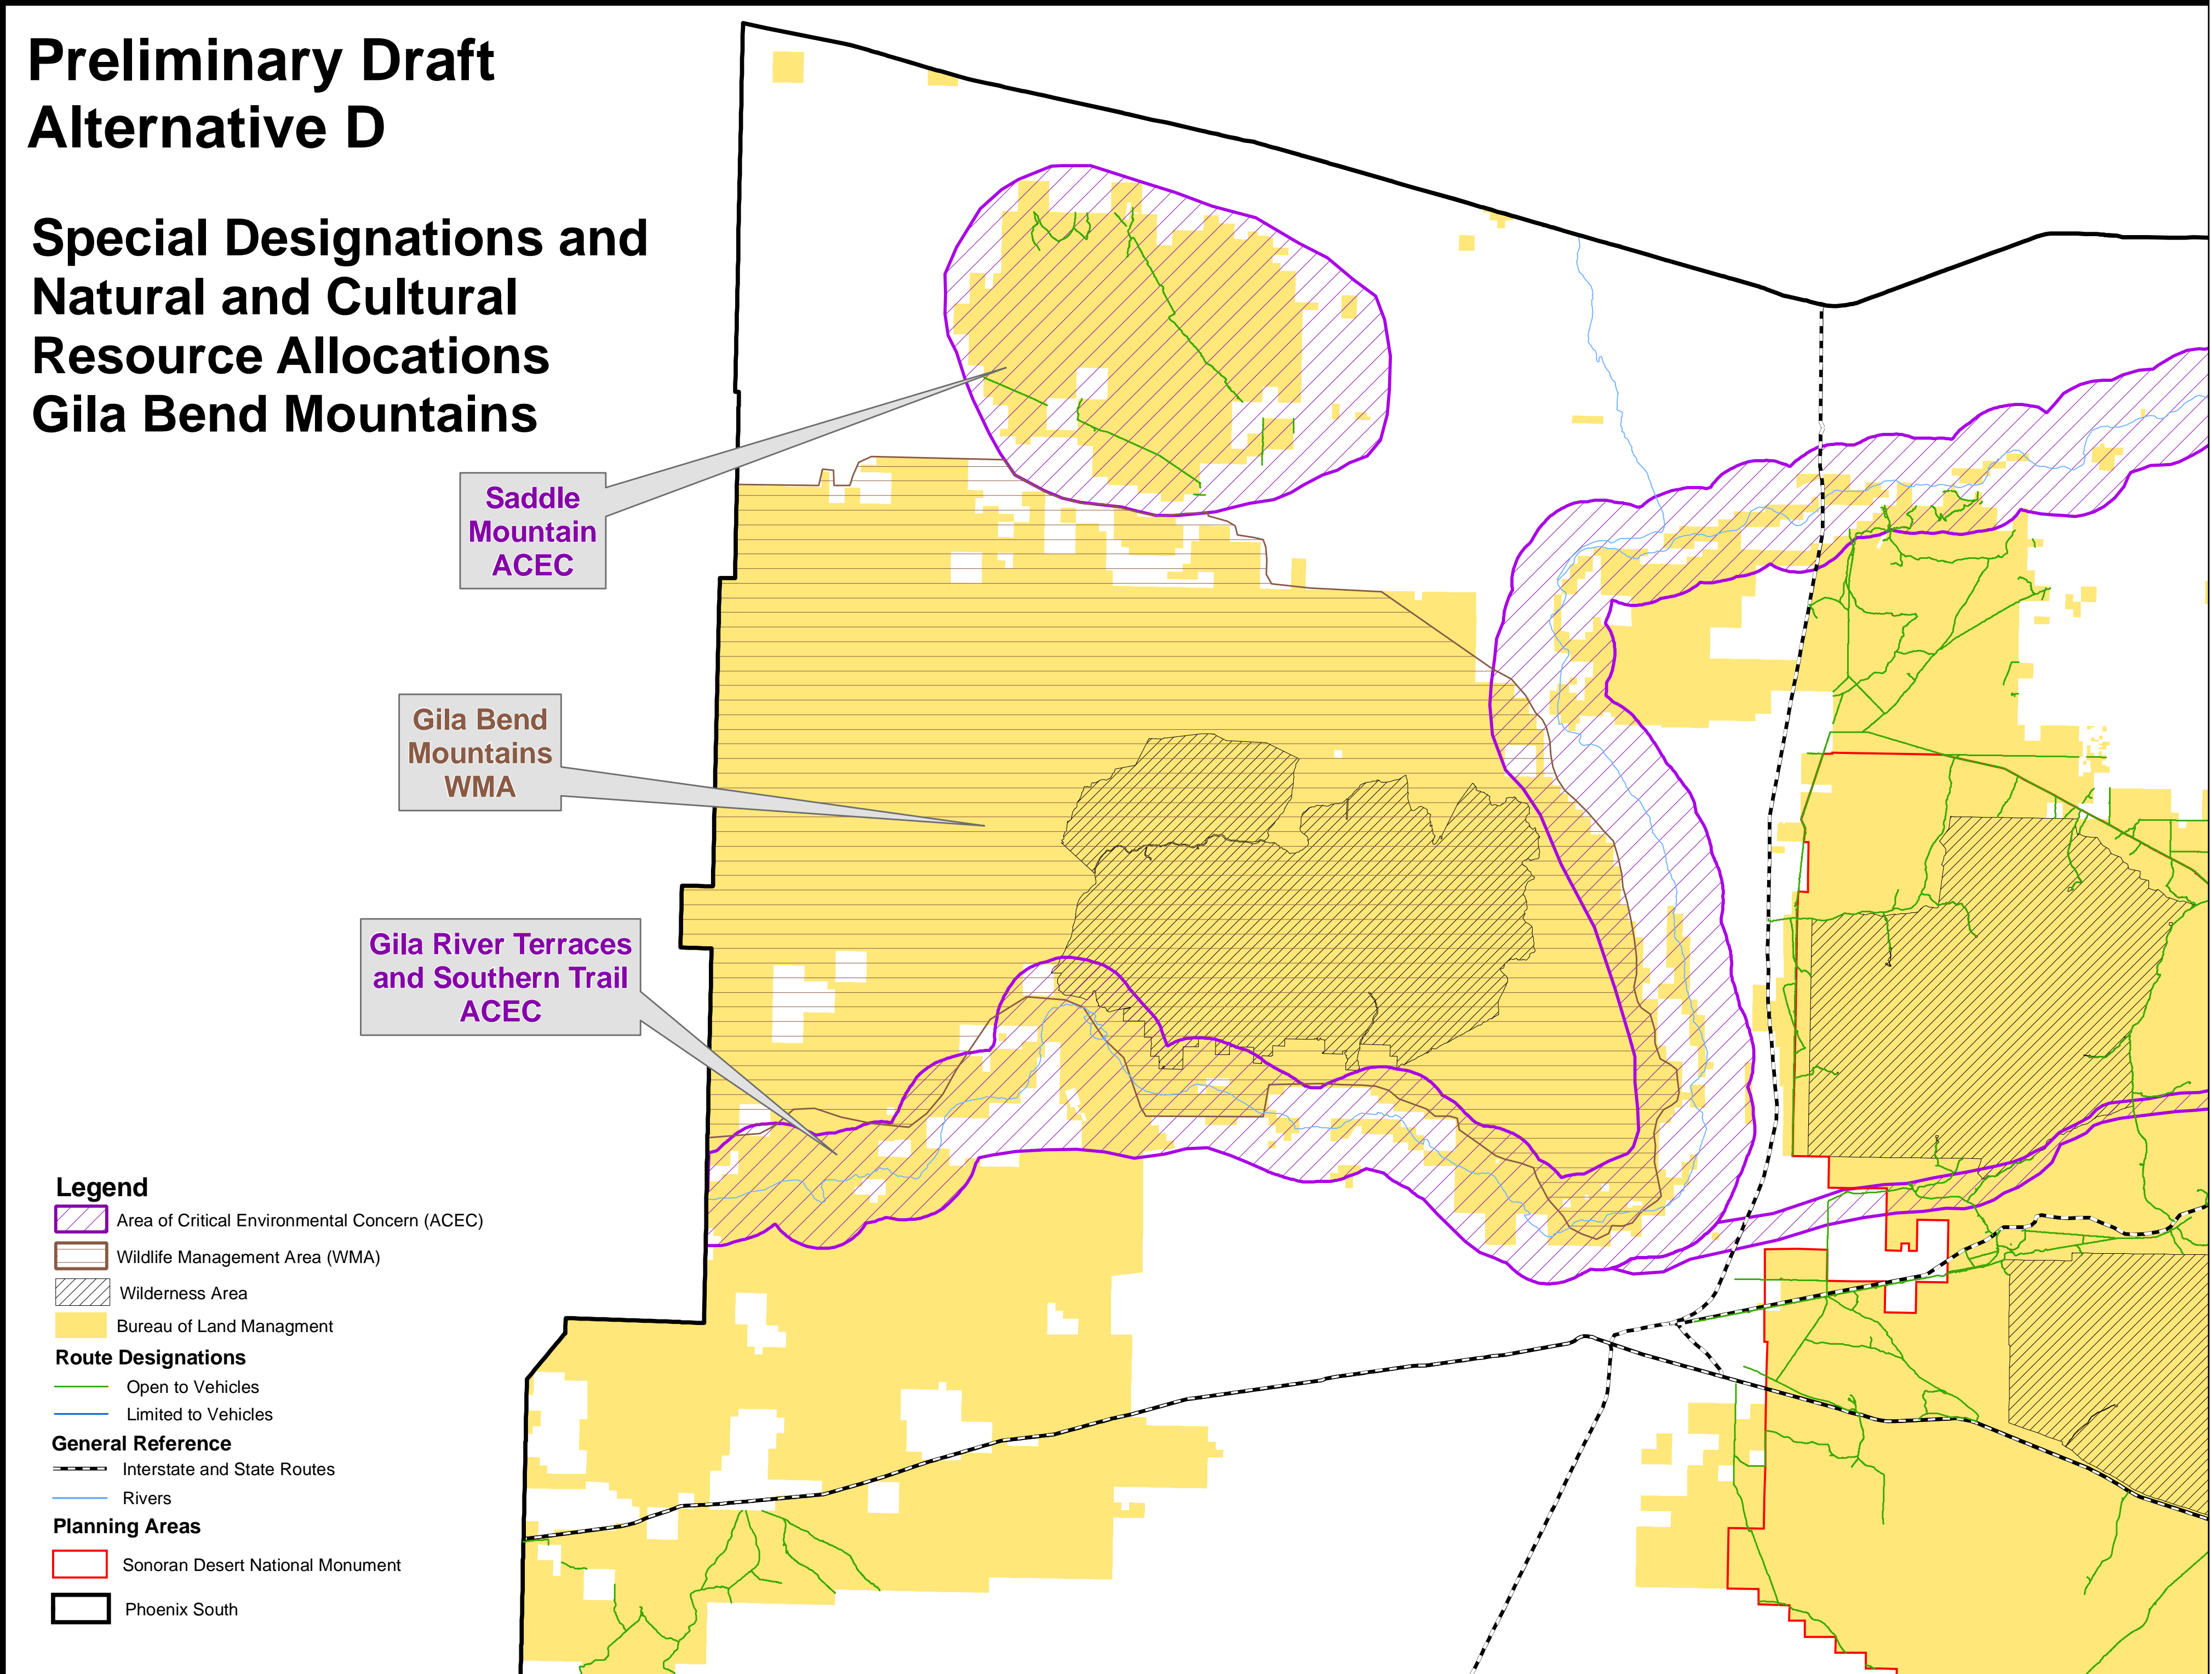 Preliminary Draft
Alternative D
Special Designations and
Natural and Cultural
Resource Allocations
Gila Bend Mountains
Saddle
Mountain
ACEC
Gila Bend
Mountains
WMA
Gila River Terraces
and Southern Trail
ACEC
Legend
Area of Critical Environmental Concern (ACEC)
Wildlife Management Area (WMA)
Wilderness Area
Bureau of Land Managment
Route Designations
Open to Vehicles
Limited to Vehicles
General Reference
Interstate and State Routes
Rivers
Planning Areas
Sonoran Desert National Monument
Phoenix South